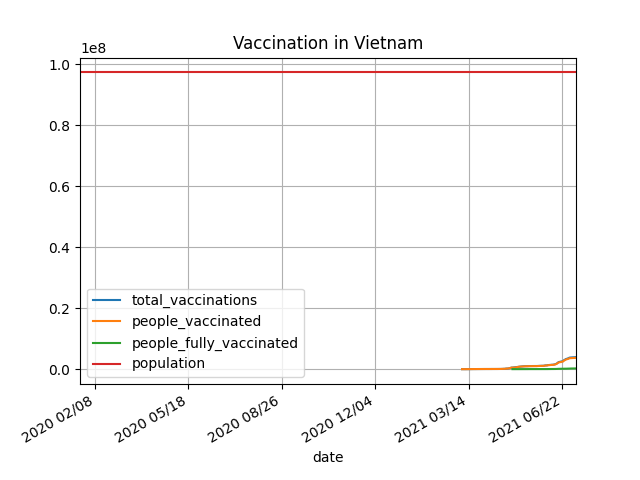 Vaccination in Vietnam
1e8
1.0
0.8
0.6
0.4
0.2
0.0
total_vaccinations
people_vaccinated
people_fully_vaccinated
population
2020 02/08
2020 05/18
2020 08/26
2020 12/04
2021 03/14
2021 06/22
date